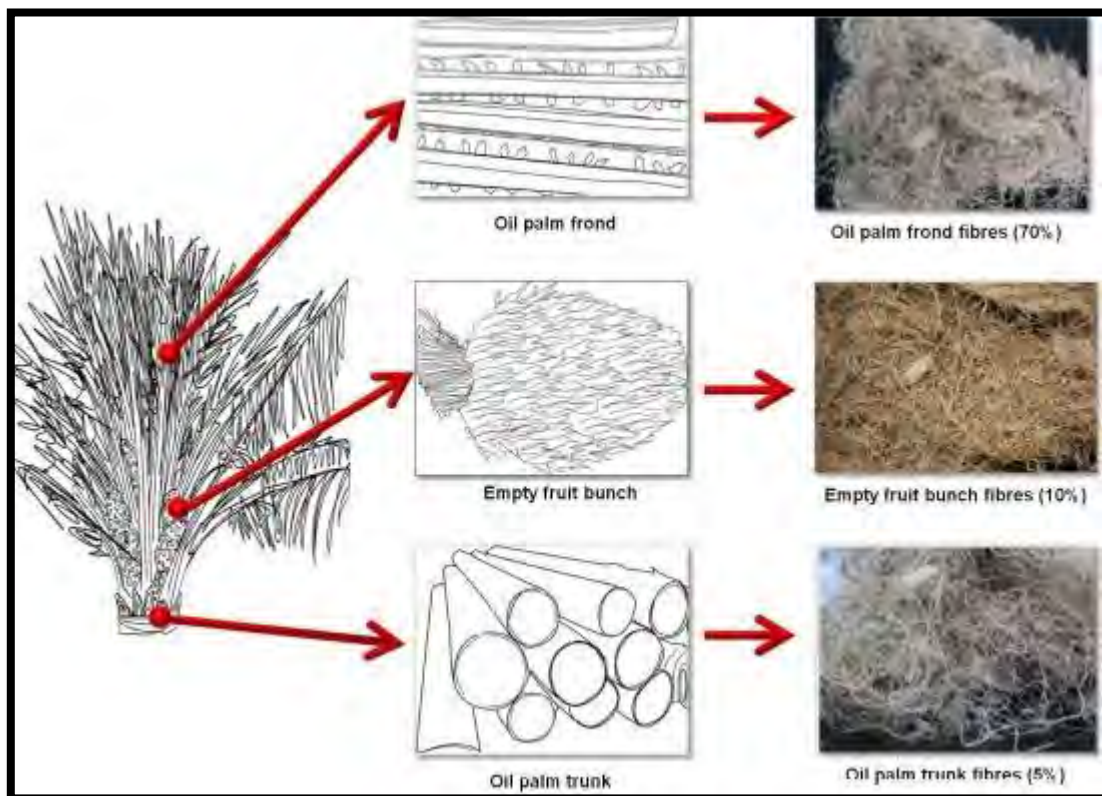 Oil palm frond
Oil palm frond fibres (70%)
Empty fruit bunch
Empty fruit bunch fibres (10%)
Oil palm trunk
Oil palm trunk fibres (5%)